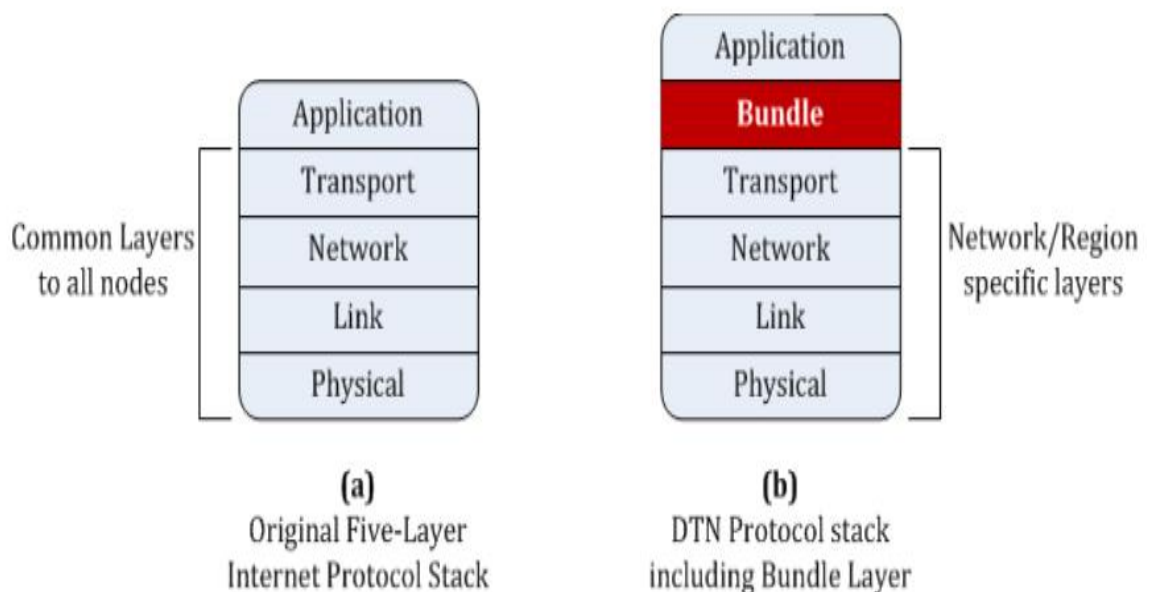 Application
Transport
Network
Link
Physical
Common Layers
to all nodes
(a)
Original Five-Layer
Internet Protocol Stack
Application
Bundle
Transport
Network
Link
Physical
Network/Region
specific layers
(b)
DTN Protocol stack
including Bundle Layer